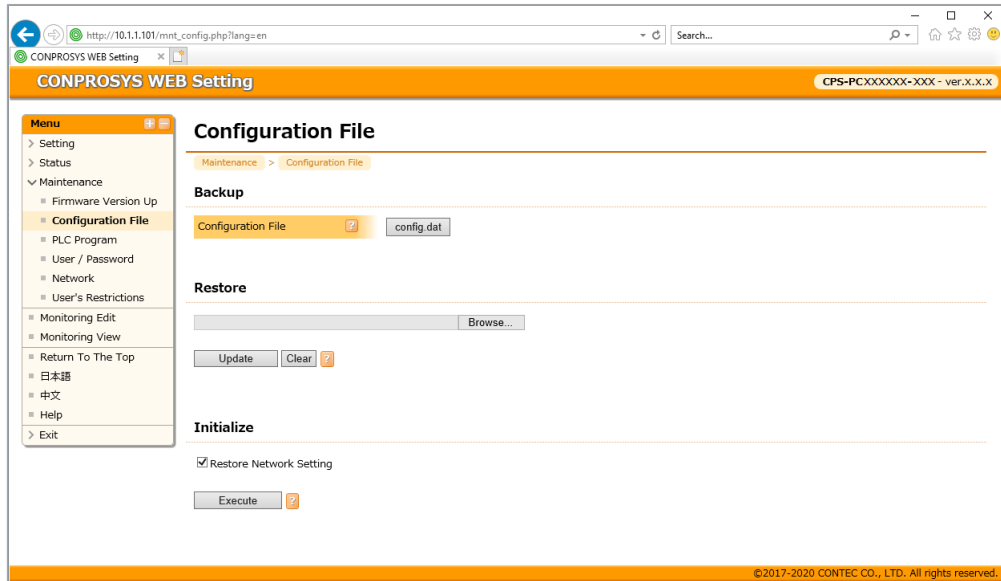 http://10.1.1.101/mnt_config.php?lang=en
Search...
CONPROSYS WEB Setting
CONPROSYS WEB Setting
CPS-PCXXXXXX-XXX - ver.x.x.x
Menu
Setting
Status
Maintenance
Firmware Version Up
Configuration File
PLC Program
User / Password
Network
User's Restrictions
Monitoring Edit
Monitoring View
Return To The Top
日本語
中文
Help
Exit
Configuration File
Maintenance > Configuration File
Backup
Configuration File ? config.dat
Restore
Browse...
Update Clear ?
Initialize
Restore Network Setting
Execute ?
©2017-2020 CONTEC CO., LTD. All rights reserved.